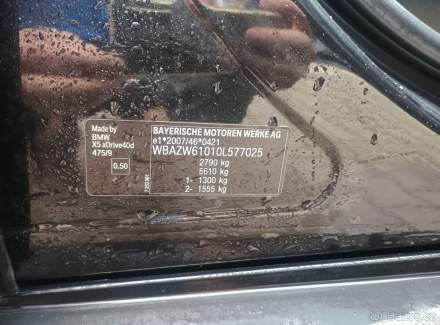 made by
BMW
X5 xDrive40d
475/9
0.50
BAYERISCHE MOTOREN WERKE AG
e1*2007/46*0421
WBAZW61010L577025
2790 kg
5610 kg
1- 1300 kg
2- 1555 kg